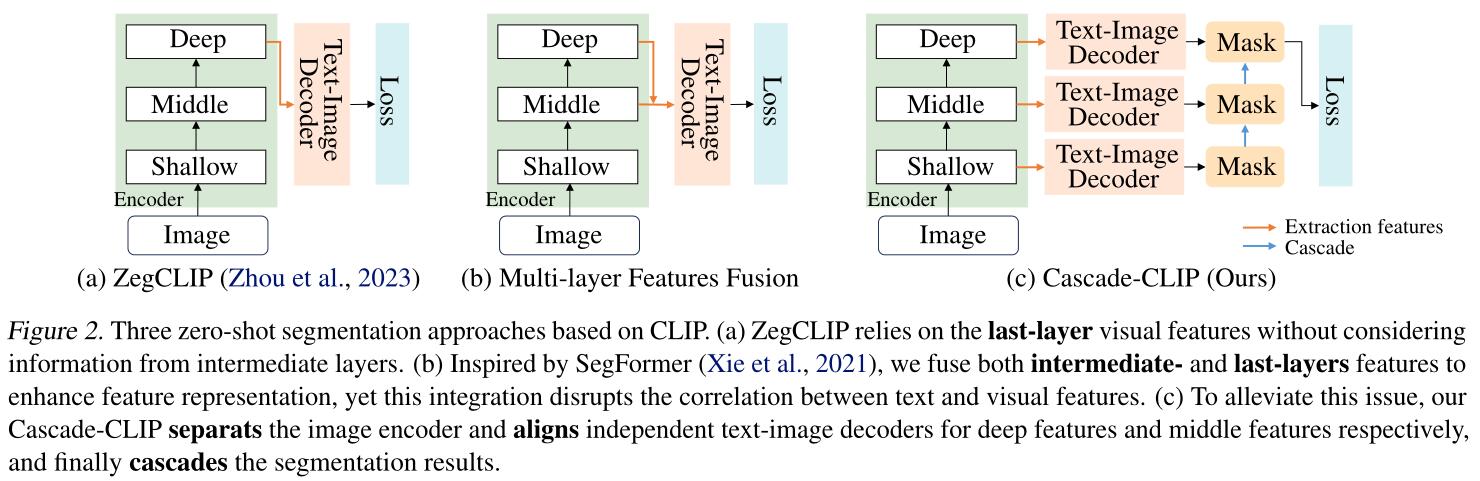 Deep
Middle
Shallow
Encoder
Image
Text-Image
Decoder
Loss
(a) ZegCLIP (Zhou et al., 2023)
Deep
Middle
Shallow
Encoder
Image
Text-Image
Decoder
Loss
(b) Multi-layer Features Fusion
Deep
Middle
Shallow
Encoder
Image
Text-Image
Decoder
Mask
Text-Image
Decoder
Mask
Text-Image
Decoder
Mask
Loss
Extraction features
Cascade
(c) Cascade-CLIP (Ours)
Figure 2. Three zero-shot segmentation approaches based on CLIP. (a) ZegCLIP relies on the last-layer visual features without considering
information from intermediate layers. (b) Inspired by SegFormer (Xie et al., 2021), we fuse both intermediate- and last-layers features to
enhance feature representation, yet this integration disrupts the correlation between text and visual features. (c) To alleviate this issue, our
Cascade-CLIP separats the image encoder and aligns independent text-image decoders for deep features and middle features respectively,
and finally cascades the segmentation results.